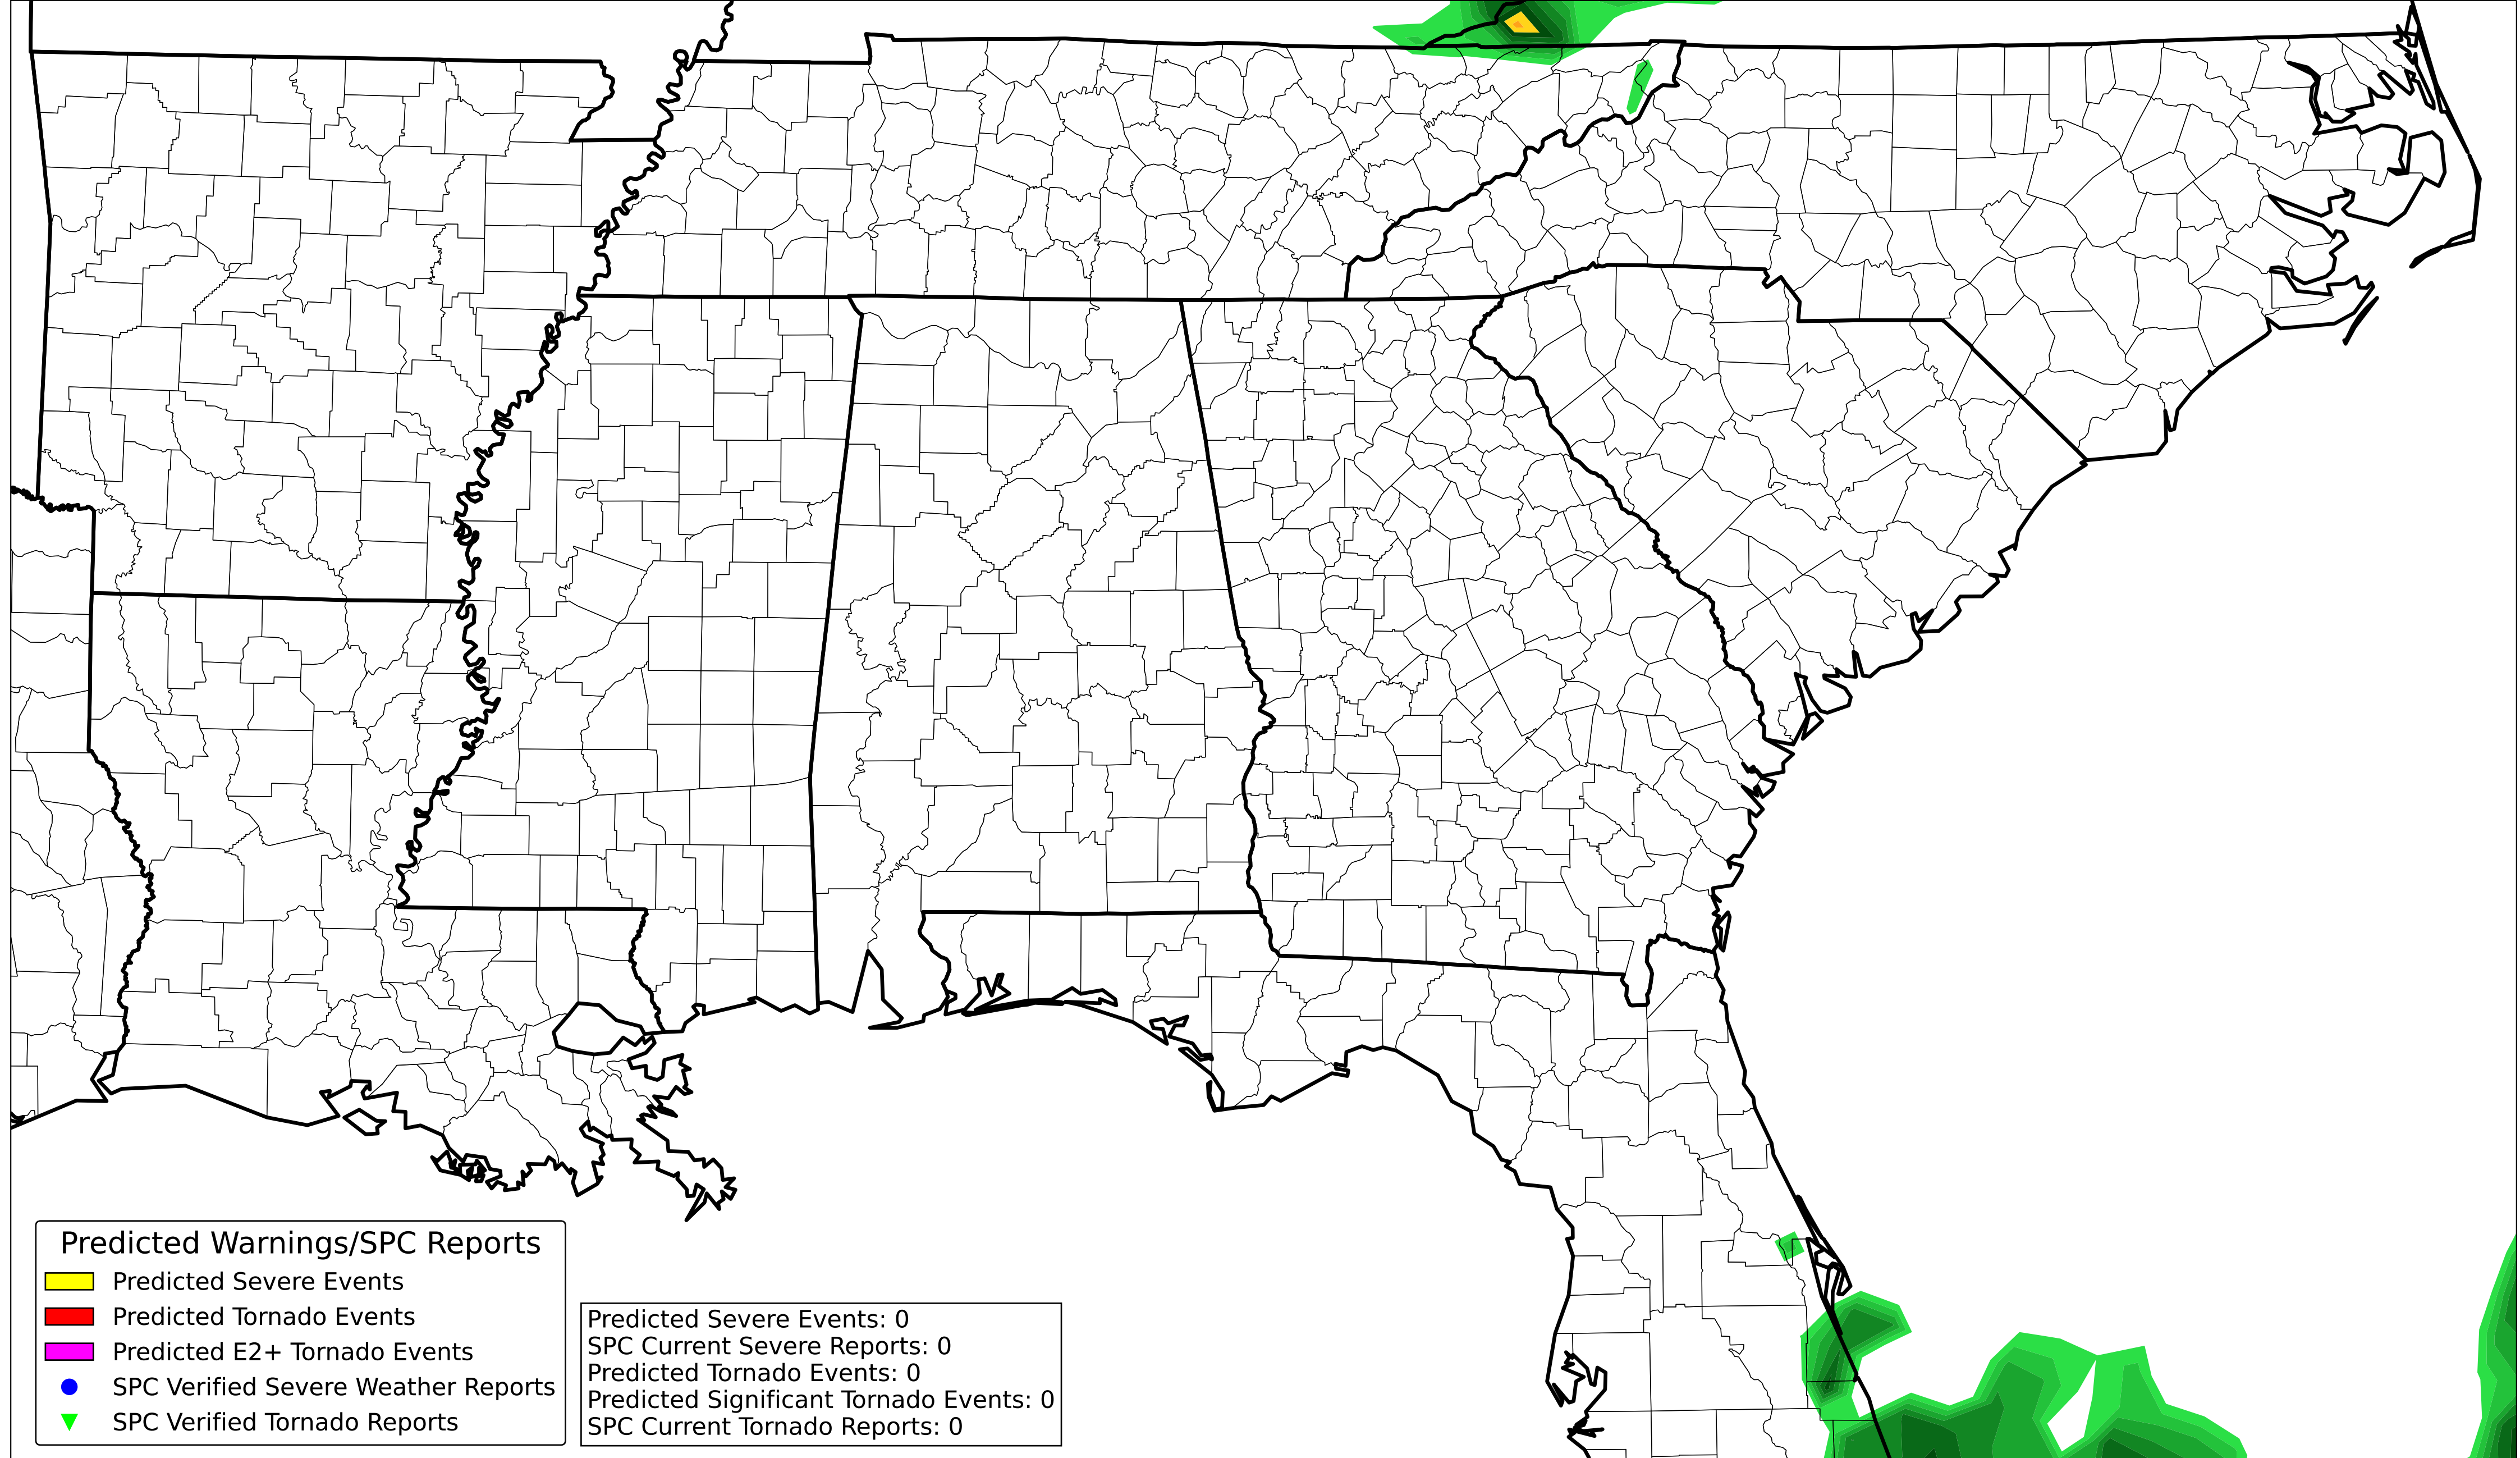 Predicted Warnings/SPC Reports
Predicted Severe Events
Predicted Tornado Events
Predicted E2+ Tornado Events
SPC Verified Severe Weather Reports
SPC Verified Tornado Reports
Predicted Severe Events: 0
SPC Current Severe Reports: 0
Predicted Tornado Events: 0
Predicted Significant Tornado Events: 0
SPC Current Tornado Reports: 0